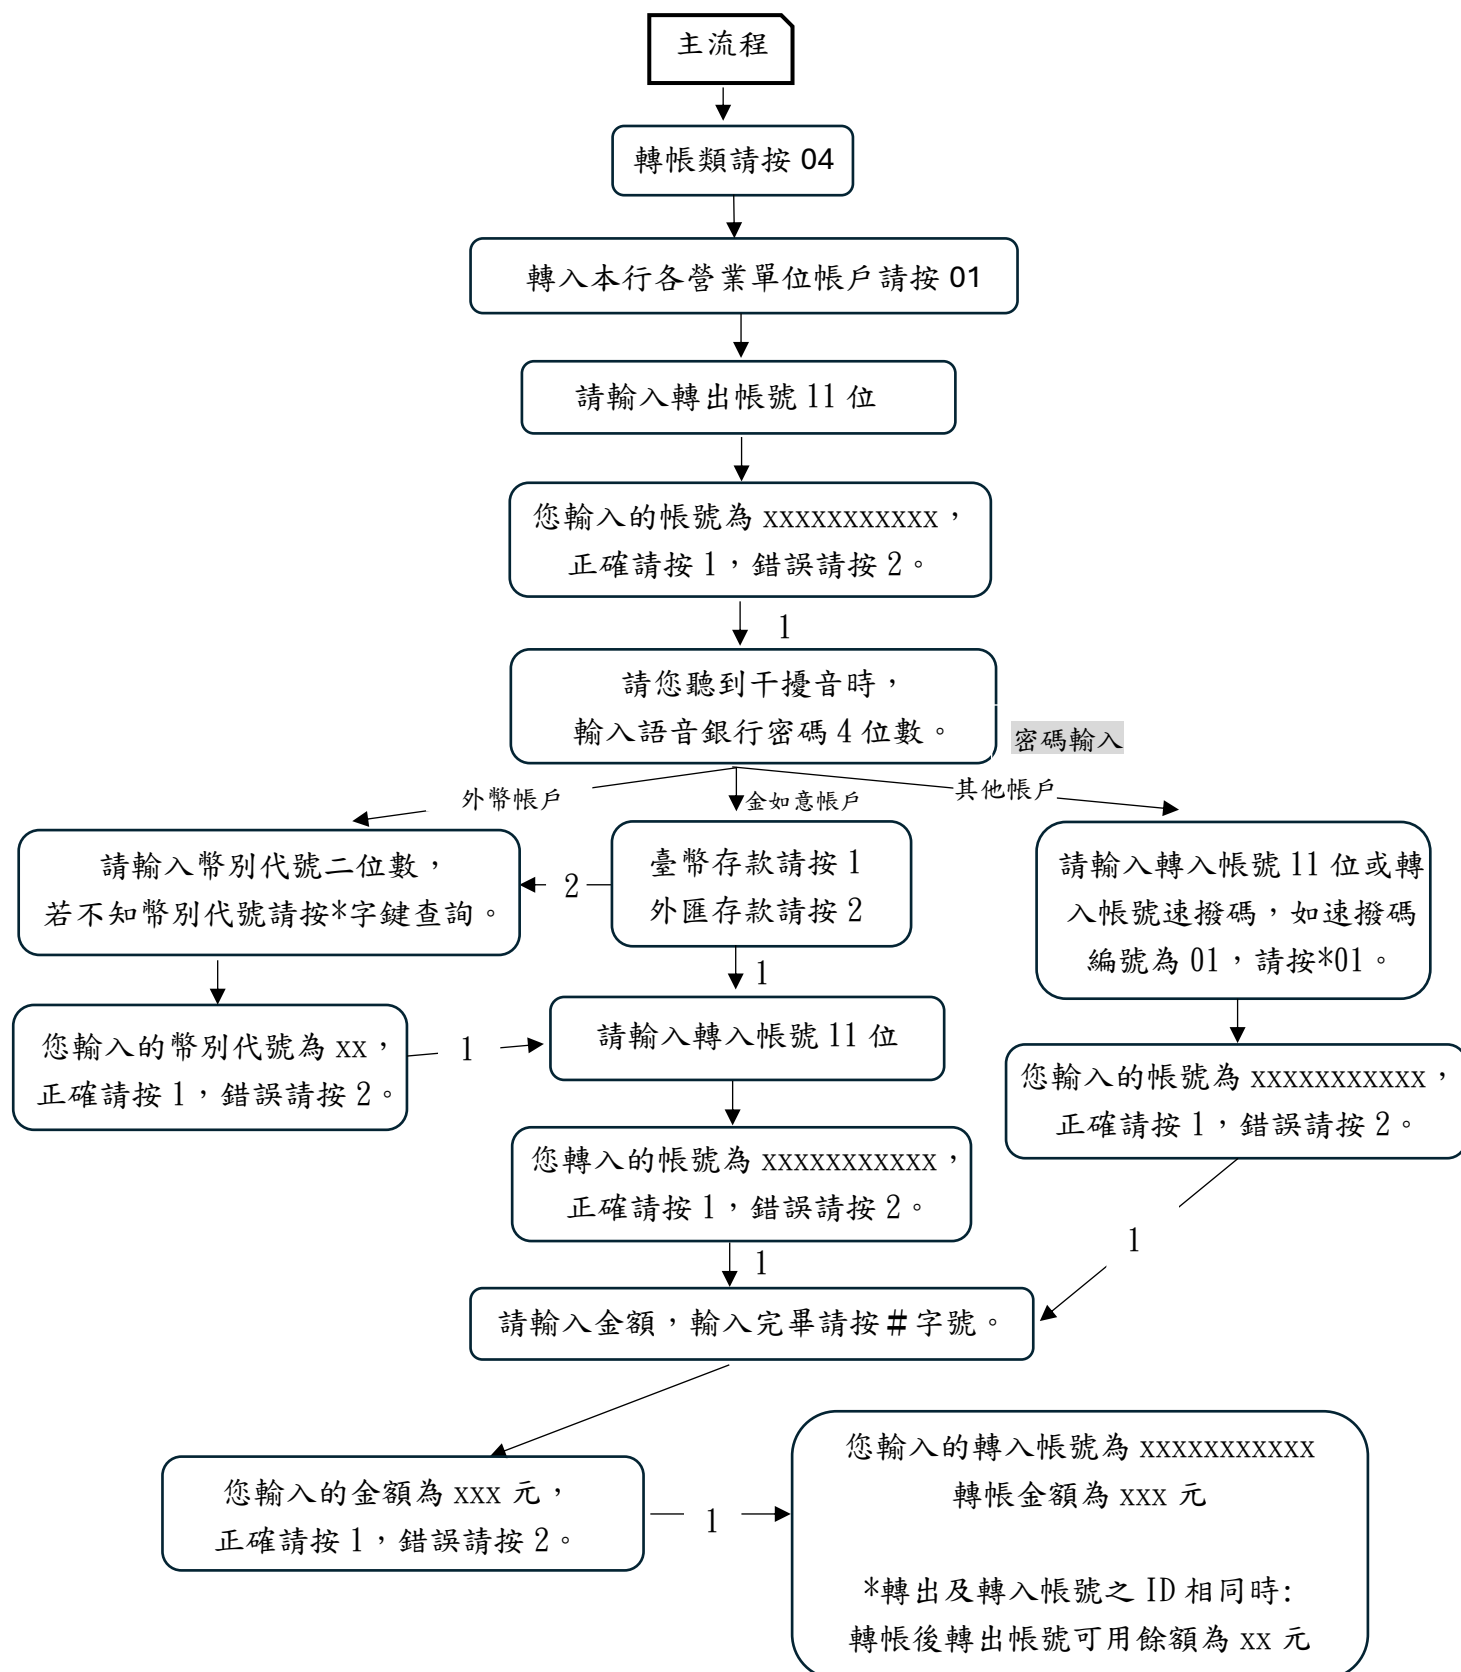 主流程
轉帳類請按 04
轉入本行各營業單位帳戶請按 01
請輸入轉出帳號 11 位
您輸入的帳號為 xxxxxxxxxxx，
正確請按 1，錯誤請按 2。
1
請您聽到干擾音時，
輸入語音銀行密碼 4 位數。
密碼輸入
外幣帳戶
金如意帳戶
其他帳戶
請輸入幣別代號二位數，
若不知幣別代號請按*字鍵查詢。
2
臺幣存款請按 1
外匯存款請按 2
請輸入轉入帳號 11 位或轉
入帳號速撥碼，如速撥碼
編號為 01，請按*01。
1
您輸入的幣別代號為 xx，
正確請按 1，錯誤請按 2。
1
請輸入轉入帳號 11 位
您輸入的帳號為 xxxxxxxxxxx，
正確請按 1，錯誤請按 2。
您轉入的帳號為 xxxxxxxxxxx，
正確請按 1，錯誤請按 2。
1
1
請輸入金額，輸入完畢請按＃字號。
您輸入的金額為 xxx 元，
正確請按 1，錯誤請按 2。
1
您輸入的轉入帳號為 xxxxxxxxxxx
轉帳金額為 xxx 元
*轉出及轉入帳號之 ID 相同時:
轉帳後轉出帳號可用餘額為 xx 元